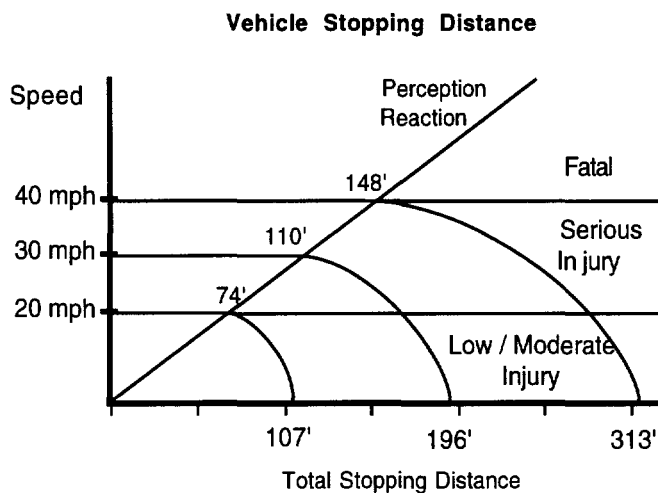 Vehicle Stopping Distance
Speed
Perception
Reaction
Fatal
148'
40 mph
Serious
In jury
110'
30 mph
74'
20 mph
Low / Moderate
Injury
107'
196'
313'
Total Stopping Distance